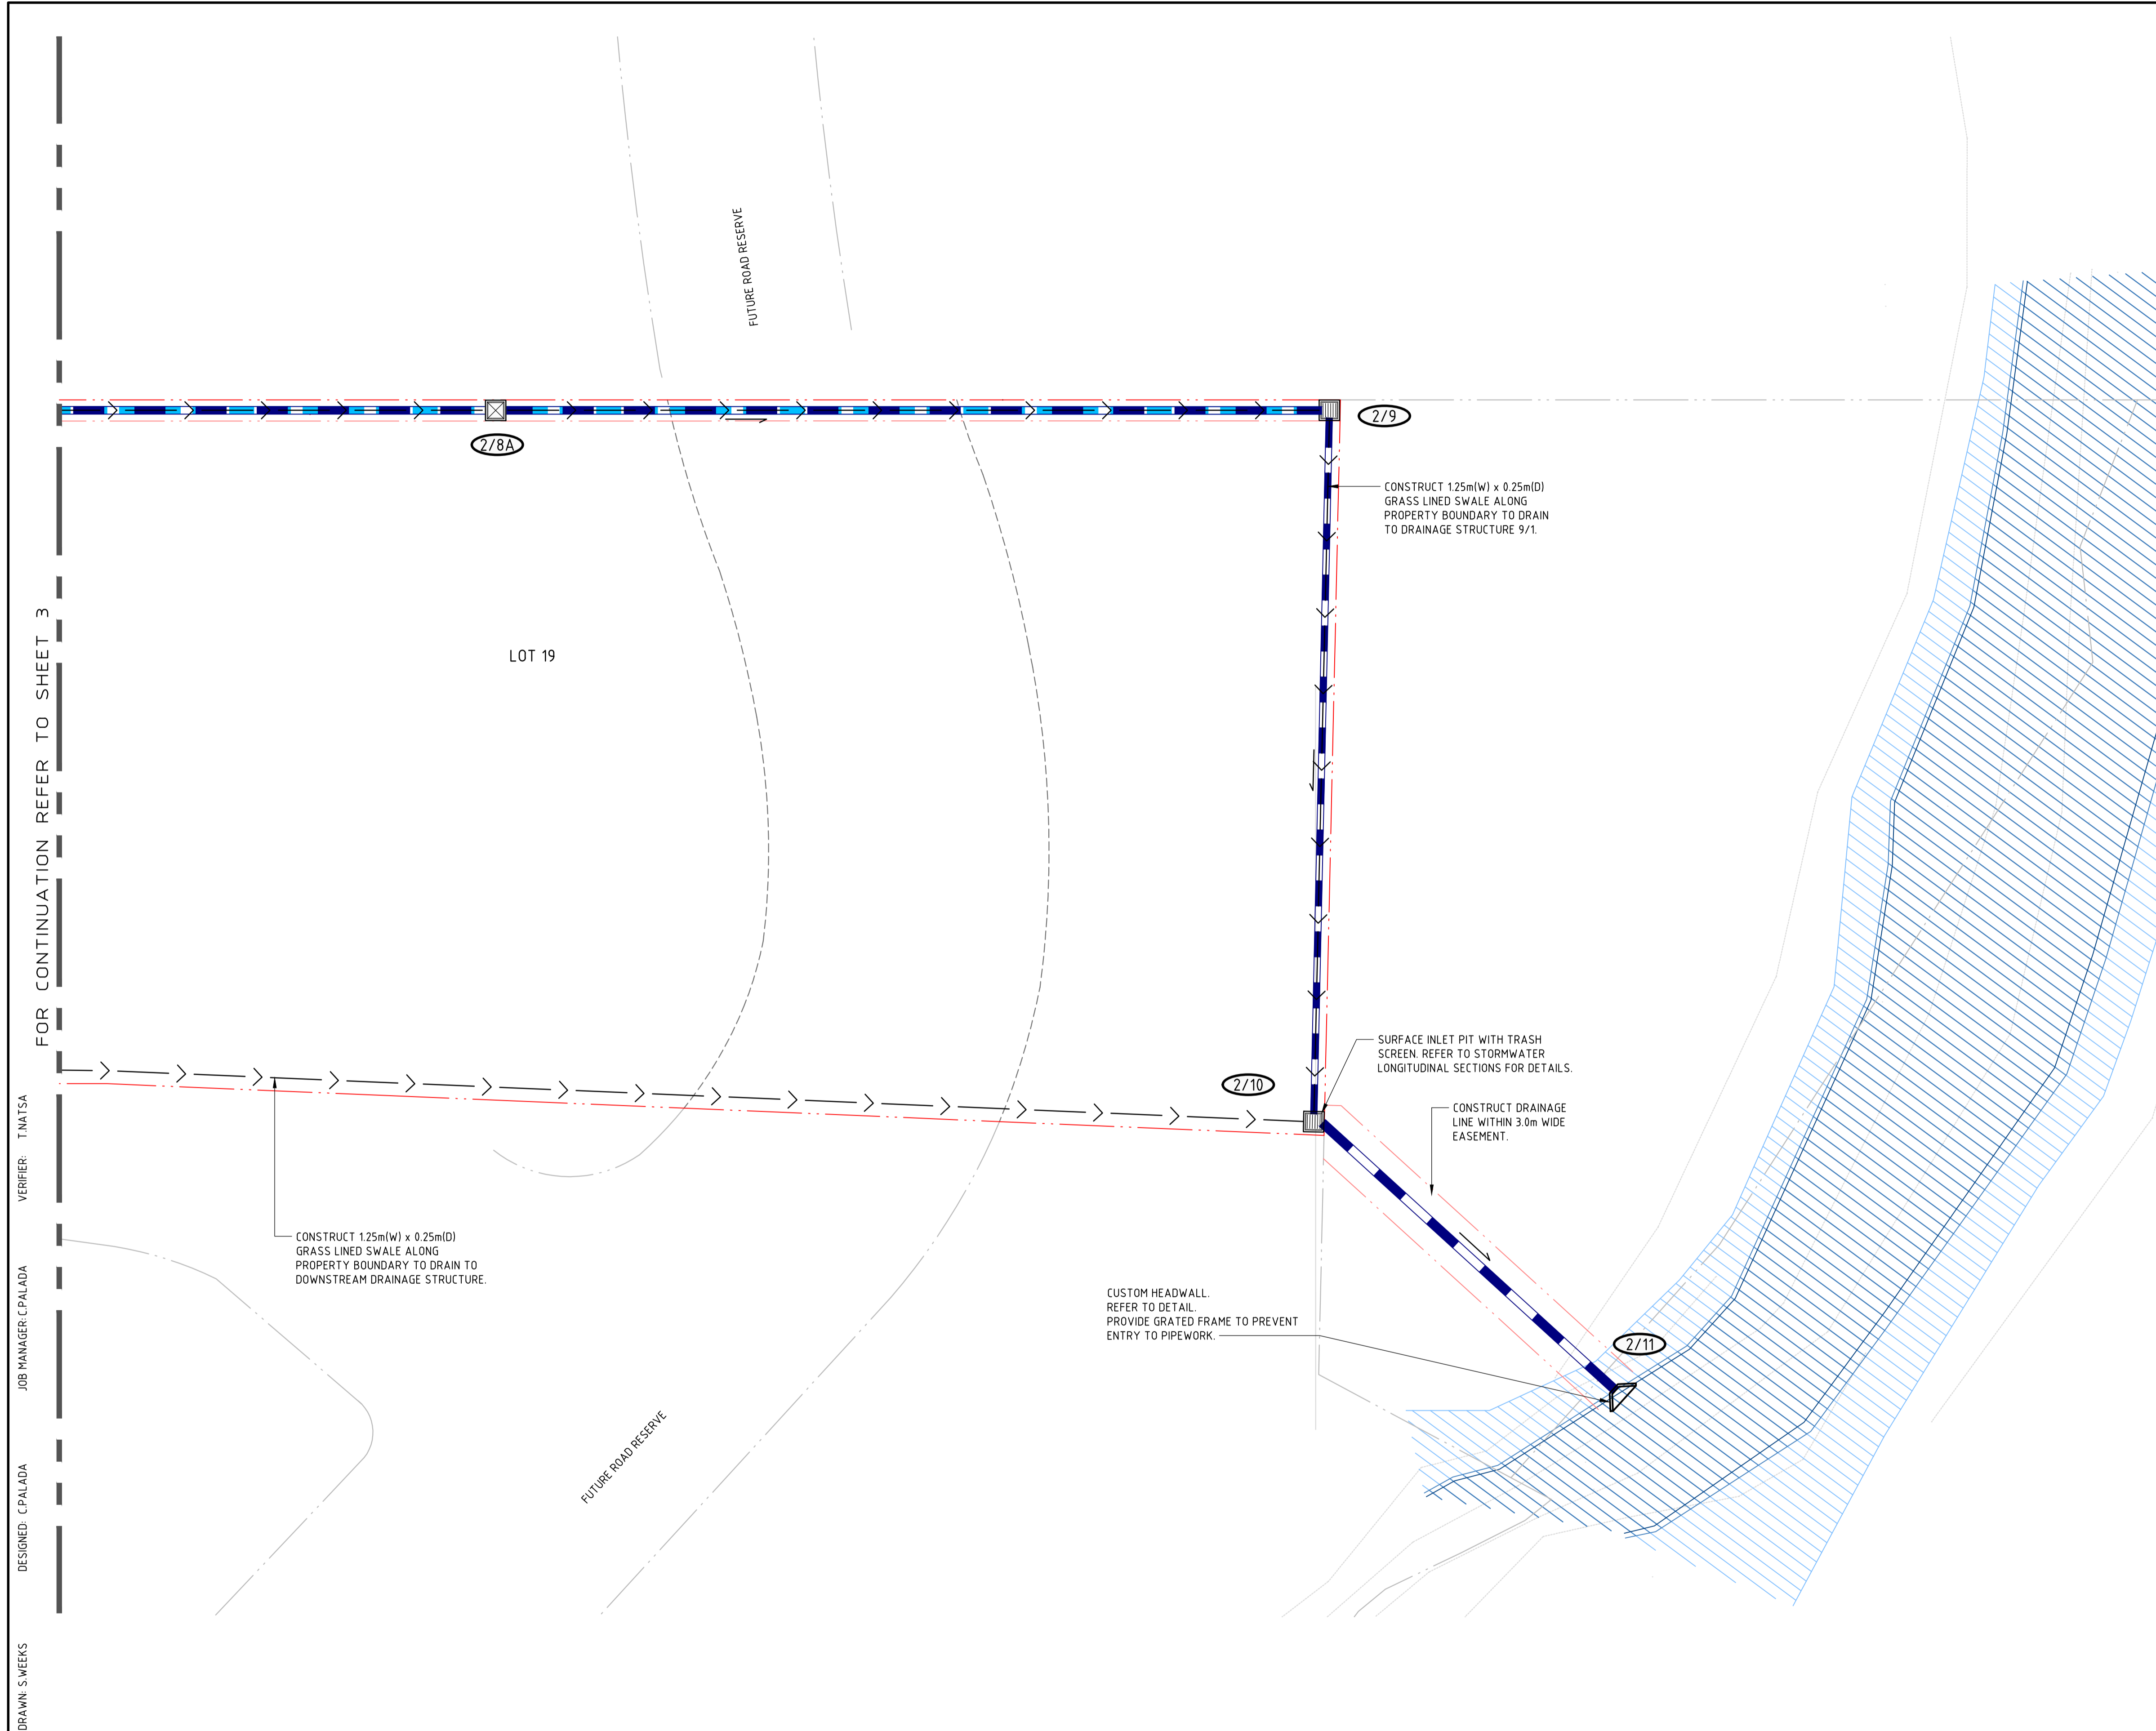 FUTURE ROAD RESERVE
2/8A
2/9
CONSTRUCT 1.25m(W) x 0.25m(D)
GRASS LINED SWALE ALONG
PROPERTY BOUNDARY TO DRAIN
TO DRAINAGE STRUCTURE 9/1.
LOT 19
FOR CONTINUATION REFER TO SHEET 3
SURFACE INLET PIT WITH TRASH
SCREEN. REFER TO STORMWATER
LONGITUDINAL SECTIONS FOR DETAILS.
2/10
CONSTRUCT DRAINAGE
LINE WITHIN 3.0m WIDE
EASEMENT.
CONSTRUCT 1.25m(W) x 0.25m(D)
GRASS LINED SWALE ALONG
PROPERTY BOUNDARY TO DRAIN TO
DOWNSTREAM DRAINAGE STRUCTURE.
CUSTOM HEADWALL.
REFER TO DETAIL.
PROVIDE GRATED FRAME TO PREVENT
ENTRY TO PIPEWORK.
2/11
FUTURE ROAD RESERVE
DRAWN: S.WEEKS DESIGNED: C.PALADA JOB MANAGER: C.PALADA VERIFIER: T.NATSA